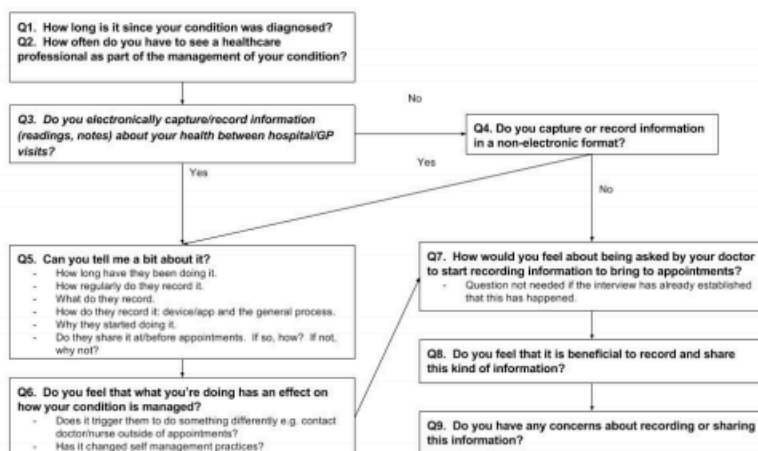 Q1. How long is it since your condition was diagnosed?
Q2. How often do you have to see a healthcare
professional as part of the management of your condition?
No
Q3. Do you electronically capture/record information
(readings, notes) about your health between hospital/GP
visits?
Q4. Do you capture or record information
in a non-electronic format?
Yes
Yes
No
Q5. Can you tell me a bit about it?
- How long have they been doing it.
- How regularly do they record it.
- What do they record.
- How do they record it: device/app and the general process.
- Why they started doing it.
- Do they share it at/before appointments. If so, how? If not,
why not?
Q7. How would you feel about being asked by your doctor
to start recording information to bring to appointments?
- Question not needed if the interview has already established
that this has happened.
Q8. Do you feel that it is beneficial to record and share
this kind of information?
Q6. Do you feel that what you're doing has an effect on
how your condition is managed?
- Does it trigger them to do something differently e.g. contact
doctor/nurse outside of appointments?
- Has it changed self management practices?
Q9. Do you have any concerns about recording or sharing
this information?